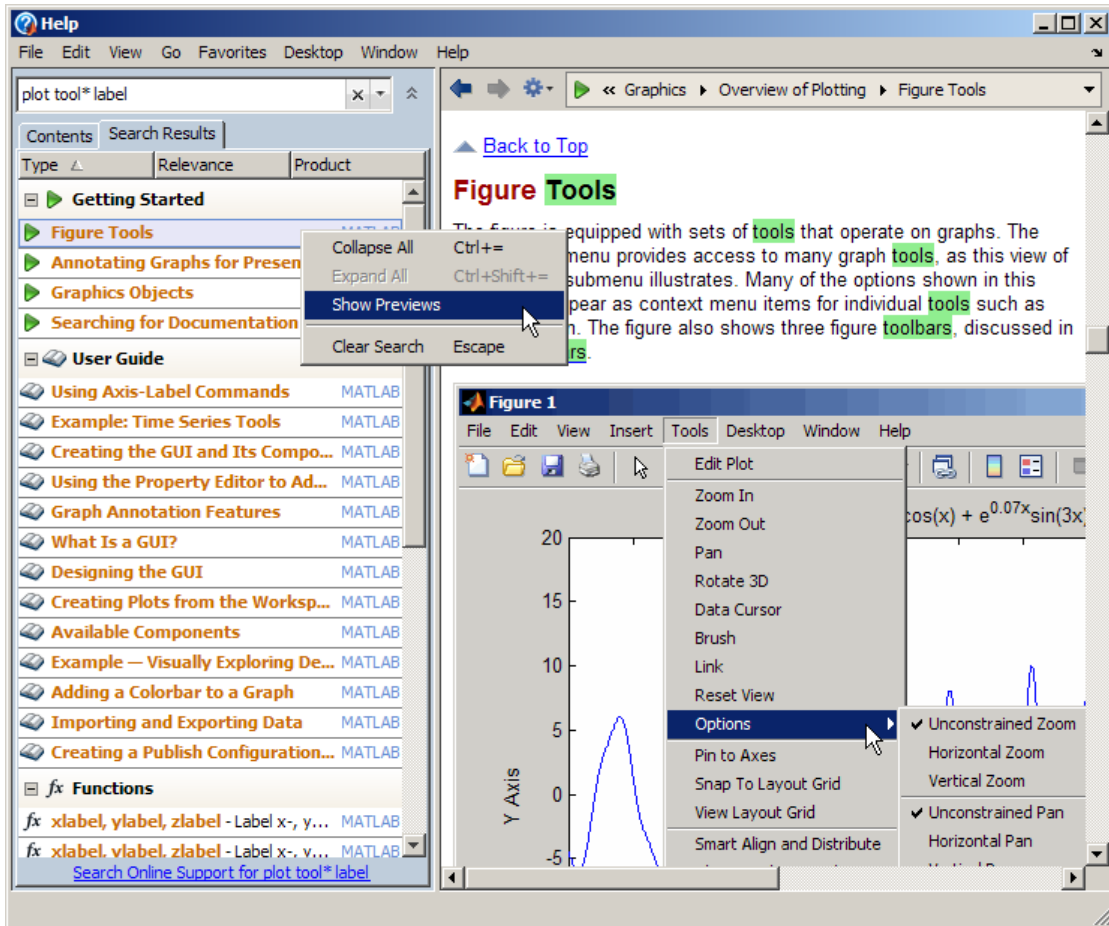 Help
File Edit View Go Favorites Desktop Window Help
plot tool* label
Contents Search Results
Type Relevance Product
Getting Started
Figure Tools
Annotating Graphs for Presen
Graphics Objects
Searching for Documentation
User Guide
Using Axis-Label Commands MATLAB
Example: Time Series Tools MATLAB
Creating the GUI and Its Compo... MATLAB
Using the Property Editor to Ad... MATLAB
Graph Annotation Features MATLAB
What Is a GUI? MATLAB
Designing the GUI MATLAB
Creating Plots from the Worksp... MATLAB
Available Components MATLAB
Example — Visually Exploring De... MATLAB
Adding a Colorbar to a Graph MATLAB
Importing and Exporting Data MATLAB
Creating a Publish Configuration... MATLAB
Functions
fx xlabel, ylabel, zlabel - Label x-, y... MATLAB
fx xlabel, ylabel, zlabel - Label x-, y... MATLAB
Search Online Support for plot tool* label
Collapse All Ctrl+=
Expand All Ctrl+Shift+=
Show Previews
Clear Search Escape
« Graphics ▸ Overview of Plotting ▸ Figure Tools
Back to Top
Figure Tools
equipped with sets of tools that operate on graphs. The
menu provides access to many graph tools, as this view of
submenu illustrates. Many of the options shown in this
pear as context menu items for individual tools such as
n. The figure also shows three figure toolbars, discussed in
rs.
Figure 1
File Edit View Insert Tools Desktop Window Help
cos(x) + e^0.07x sin(3x)
20
15
10
5
0
-5
Y Axis
Edit Plot
Zoom In
Zoom Out
Pan
Rotate 3D
Data Cursor
Brush
Link
Reset View
Options
Pin to Axes
Snap To Layout Grid
View Layout Grid
Smart Align and Distribute
Unconstrained Zoom
Horizontal Zoom
Vertical Zoom
Unconstrained Pan
Horizontal Pan